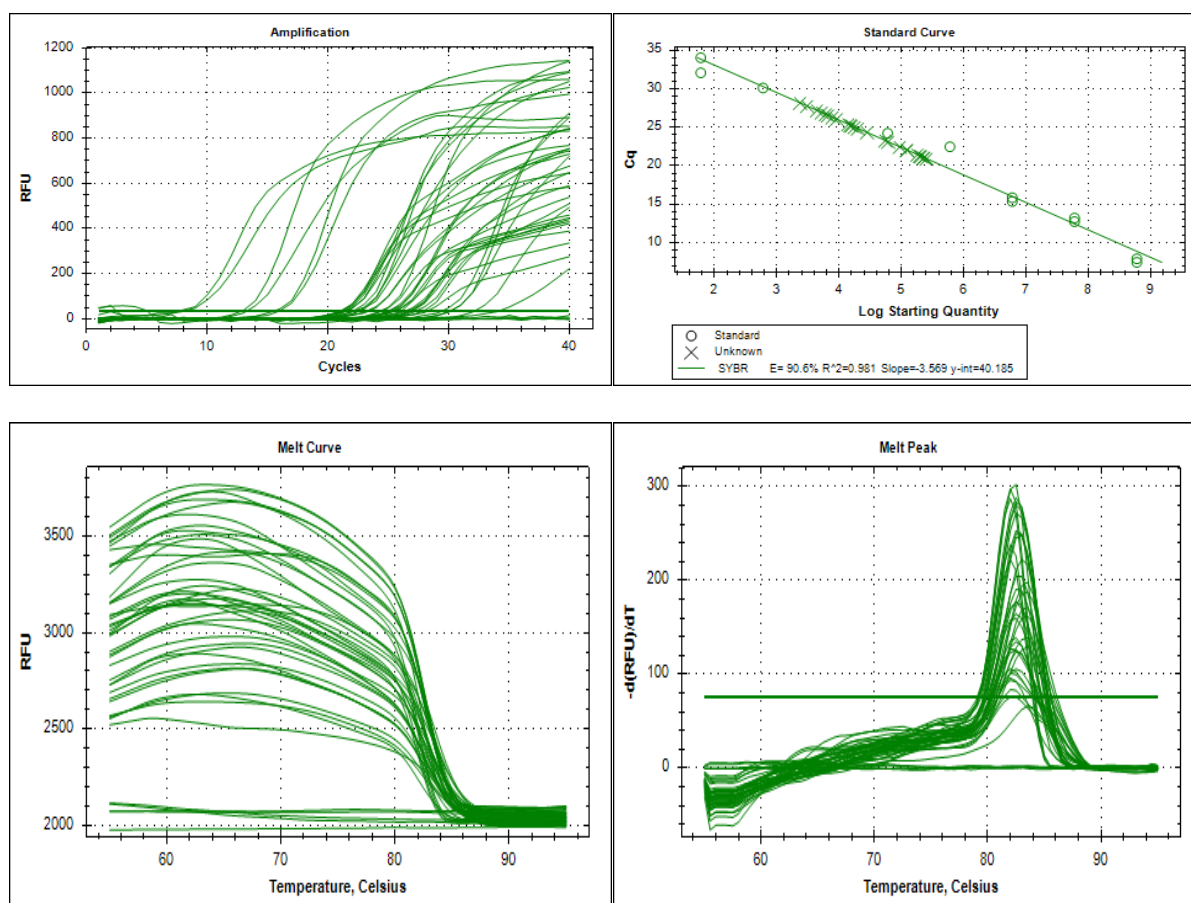 Amplification
1200
1000
800
600
400
200
0
RFU
0
10
20
30
40
Cycles
Standard Curve
35
30
25
20
15
10
Cq
2
3
4
5
6
7
8
9
Log Starting Quantity
Standard
Unknown
SYBR E= 90.6% R^2=0.981 Slope=-3.569 y-int=40.185
Melt Curve
3500
3000
2500
2000
RFU
60
70
80
90
Temperature, Celsius
Melt Peak
300
200
100
0
-d(RFU)/dT
60
70
80
90
Temperature, Celsius